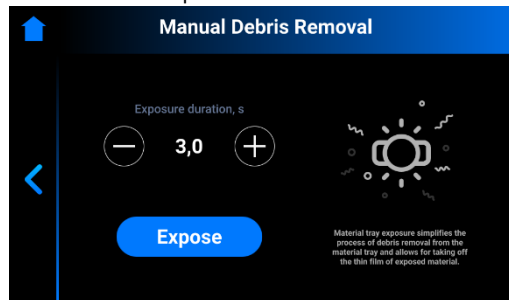 Manual Debris Removal
Exposure duration, s
3,0
Expose
Material tray exposure simplifies the
process of debris removal from the
material tray and allows for taking off
the thin film of exposed material.